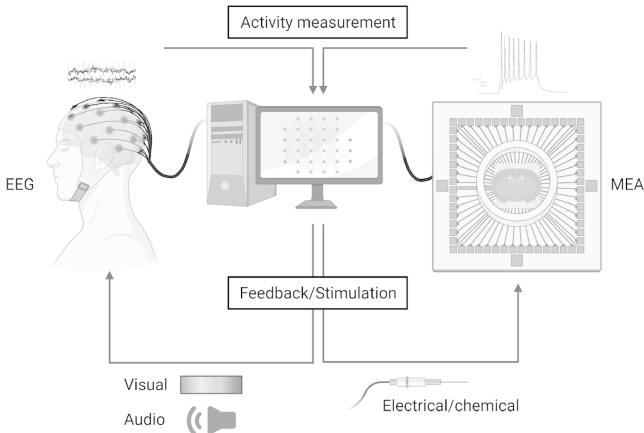 Activity measurement
EEG
MEA
Feedback/Stimulation
Visual
Audio
Electrical/chemical